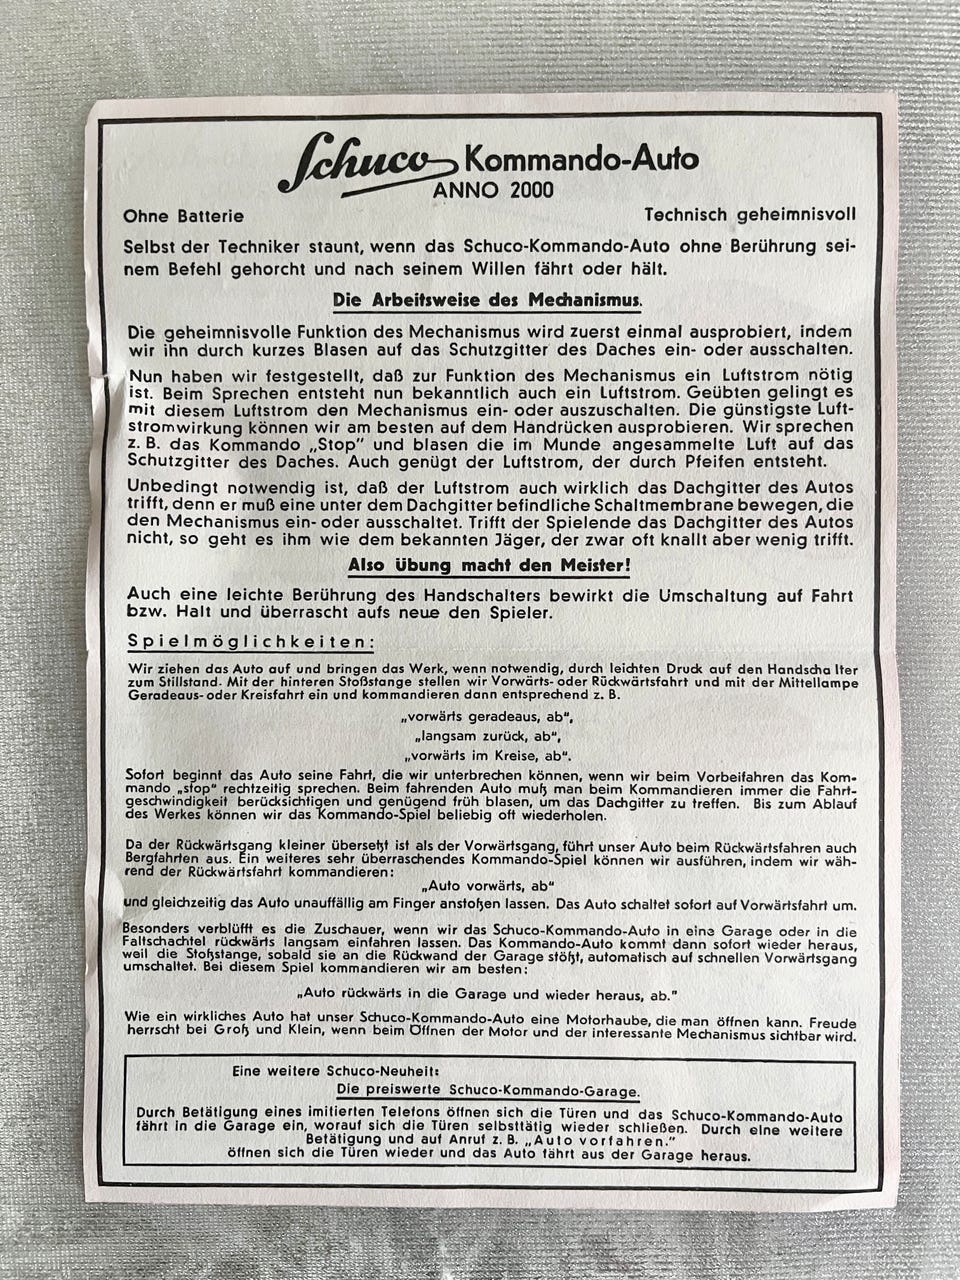 Schuco Kommando-Auto
ANNO 2000
Ohne Batterie Technisch geheimnisvoll
Selbst der Techniker staunt, wenn das Schuco-Kommando-Auto ohne Berührung sei-
nem Befehl gehorcht und nach seinem Willen fährt oder hält.
Die Arbeitsweise des Mechanismus.
Die geheimnisvolle Funktion des Mechanismus wird zuerst einmal ausprobiert, indem
wir ihn durch kurzes Blasen auf das Schutzgitter des Daches ein- oder ausschalten.
Nun haben wir festgestellt, daß zur Funktion des Mechanismus ein Luftstrom nötig
ist. Beim Sprechen entsteht nun bekanntlich auch ein Luftstrom. Geübten gelingt es
mit diesem Luftstrom den Mechanismus ein- oder auszuschalten. Die günstigste Luft-
stromwirkung können wir am besten auf dem Handrücken ausprobieren. Wir sprechen
z. B. das Kommando „Stop" und blasen die im Munde angesammelte Luft auf das
Schutzgitter des Daches. Auch genügt der Luftstrom, der durch Pfeifen entsteht.
Unbedingt notwendig ist, daß der Luftstrom auch wirklich das Dachgitter des Autos
trifft, denn er muß eine unter dem Dachgitter befindliche Schaltmembrane bewegen, die
den Mechanismus ein- oder ausschaltet. Trifft der Spielende das Dachgitter des Autos
nicht, so geht es ihm wie dem bekannten Jäger, der zwar oft knallt aber wenig trifft.
Also Übung macht den Meister!
Auch eine leichte Berührung des Handschalters bewirkt die Umschaltung auf Fahrt
bzw. Halt und überrascht aufs neue den Spieler.
Spielmöglichkeiten:
Wir ziehen das Auto auf und bringen das Werk, wenn notwendig, durch leichten Druck auf den Handscha lter
zum Stillstand. Mit der hinteren Stoßstange stellen wir Vorwärts- oder Rückwärtsfahrt und mit der Mittellampe
Geradeaus- oder Kreisfahrt ein und kommandieren dann entsprechend z. B.
„vorwärts geradeaus, ab",
„langsam zurück, ab",
„vorwärts im Kreise, ab".
Sofort beginnt das Auto seine Fahrt, die wir unterbrechen können, wenn wir beim Vorbeifahren das Kom-
mando „stop" rechtzeitig sprechen. Beim fahrenden Auto muß man beim Kommandieren immer die Fahrt-
geschwindigkeit berücksichtigen und genügend früh blasen, um das Dachgitter zu treffen. Bis zum Ablauf
des Werkes können wir das Kommando-Spiel beliebig oft wiederholen.
Da der Rückwärtsgang kleiner übersetzt ist als der Vorwärtsgang, führt unser Auto beim Rückwärtsfahren auch
Bergfahrten aus. Ein weiteres sehr überraschendes Kommando-Spiel können wir ausführen, indem wir wäh-
rend der Rückwärtsfahrt kommandieren:
„Auto vorwärts, ab"
und gleichzeitig das Auto unauffällig am Finger anstoßen lassen. Das Auto schaltet sofort auf Vorwärtsfahrt um.
Besonders verblüfft es die Zuschauer, wenn wir das Schuco-Kommando-Auto in eine Garage oder in die
Faltschachtel rückwärts langsam einfahren lassen. Das Kommando-Auto kommt dann sofort wieder heraus,
weil die Stoßstange, sobald sie an die Rückwand der Garage stößt, automatisch auf schnellen Vorwärtsgang
umschaltet. Bei diesem Spiel kommandieren wir am besten:
„Auto rückwärts in die Garage und wieder heraus, ab."
Wie ein wirkliches Auto hat unser Schuco-Kommando-Auto eine Motorhaube, die man öffnen kann. Freude
herrscht bei Groß und Klein, wenn beim Öffnen der Motor und der interessante Mechanismus sichtbar wird.
Eine weitere Schuco-Neuheit:
Die preiswerte Schuco-Kommando-Garage.
Durch Betätigung eines imitierten Telefons öffnen sich die Türen und das Schuco-Kommando-Auto
fährt in die Garage ein, worauf sich die Türen selbsttätig wieder schließen. Durch eine weitere
Betätigung und auf Anruf z. B. „Auto vorfahren."
öffnen sich die Türen wieder und das Auto fährt aus der Garage heraus.